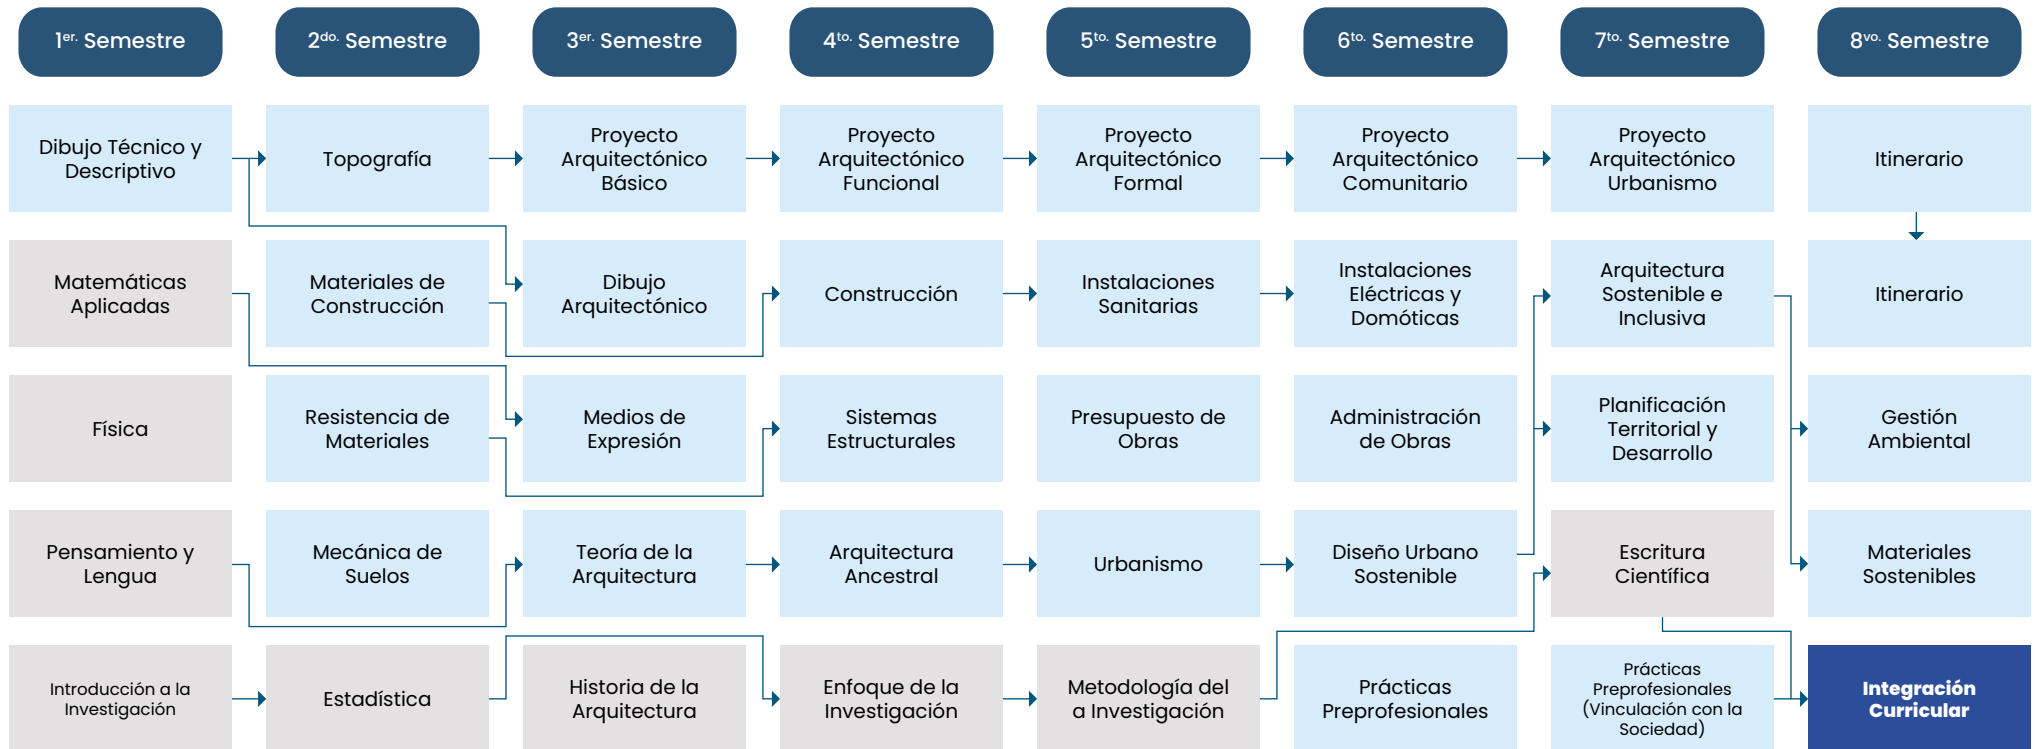 1er. Semestre
2do. Semestre
3er. Semestre
4to. Semestre
5to. Semestre
6to. Semestre
7to. Semestre
8vo. Semestre
Dibujo Técnico y
Descriptivo
Topografía
Proyecto
Arquitectónico
Básico
Proyecto
Arquitectónico
Funcional
Proyecto
Arquitectónico
Formal
Proyecto
Arquitectónico
Comunitario
Proyecto
Arquitectónico
Urbanismo
Itinerario
Matemáticas
Aplicadas
Materiales de
Construcción
Dibujo
Arquitectónico
Construcción
Instalaciones
Sanitarias
Instalaciones
Eléctricas y
Domóticas
Arquitectura
Sostenible e
Inclusiva
Itinerario
Física
Resistencia de
Materiales
Medios de
Expresión
Sistemas
Estructurales
Presupuesto de
Obras
Administración
de Obras
Planificación
Territorial y
Desarrollo
Gestión
Ambiental
Pensamiento y
Lengua
Mecánica de
Suelos
Teoría de la
Arquitectura
Arquitectura
Ancestral
Urbanismo
Diseño Urbano
Sostenible
Escritura
Científica
Materiales
Sostenibles
Introducción a la
Investigación
Estadística
Historia de la
Arquitectura
Enfoque de la
Investigación
Metodología del
a Investigación
Prácticas
Preprofesionales
Prácticas
Preprofesionales
(Vinculación con la
Sociedad)
Integración
Curricular